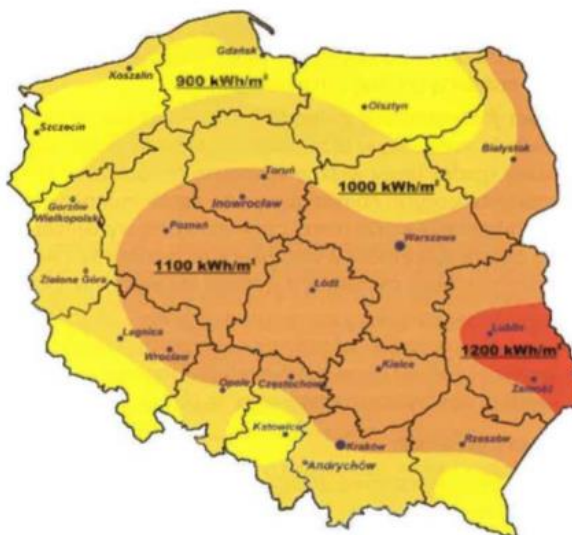 Gdańsk
Koszalin
900 kWh/m²
Olsztyn
Szczecin
Białystok
Toruń
1000 kWh/m²
Inowrocław
Gorzów
Wielkopolski
Poznań
Warszawa
1100 kWh/m²
Zielona Góra
Łódź
Lublin
Legnica
1200 kWh/m²
Wrocław
Kielce
Opole
Częstochowa
Zamość
Katowice
Kraków
Rzeszów
Andrychów